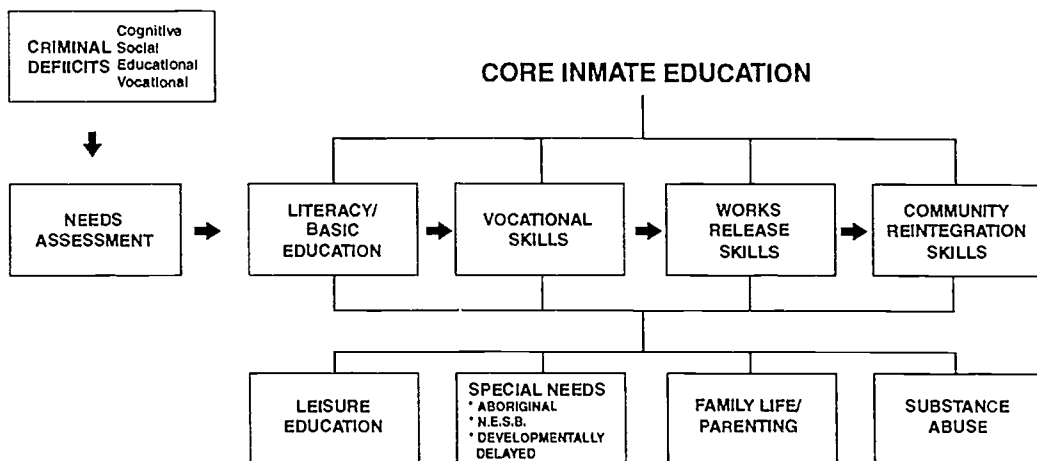 CRIMINAL
DEFIICITS
Cognitive
Social
Educational
Vocational
CORE INMATE EDUCATION
NEEDS
ASSESSMENT
LITERACY/
BASIC
EDUCATION
VOCATIONAL
SKILLS
WORKS
RELEASE
SKILLS
COMMUNITY
REINTEGRATION
SKILLS
LEISURE
EDUCATION
SPECIAL NEEDS
* ABORIGINAL
* N.E.S.B.
* DEVELOPMENTALLY
DELAYED
FAMILY LIFE/
PARENTING
SUBSTANCE
ABUSE